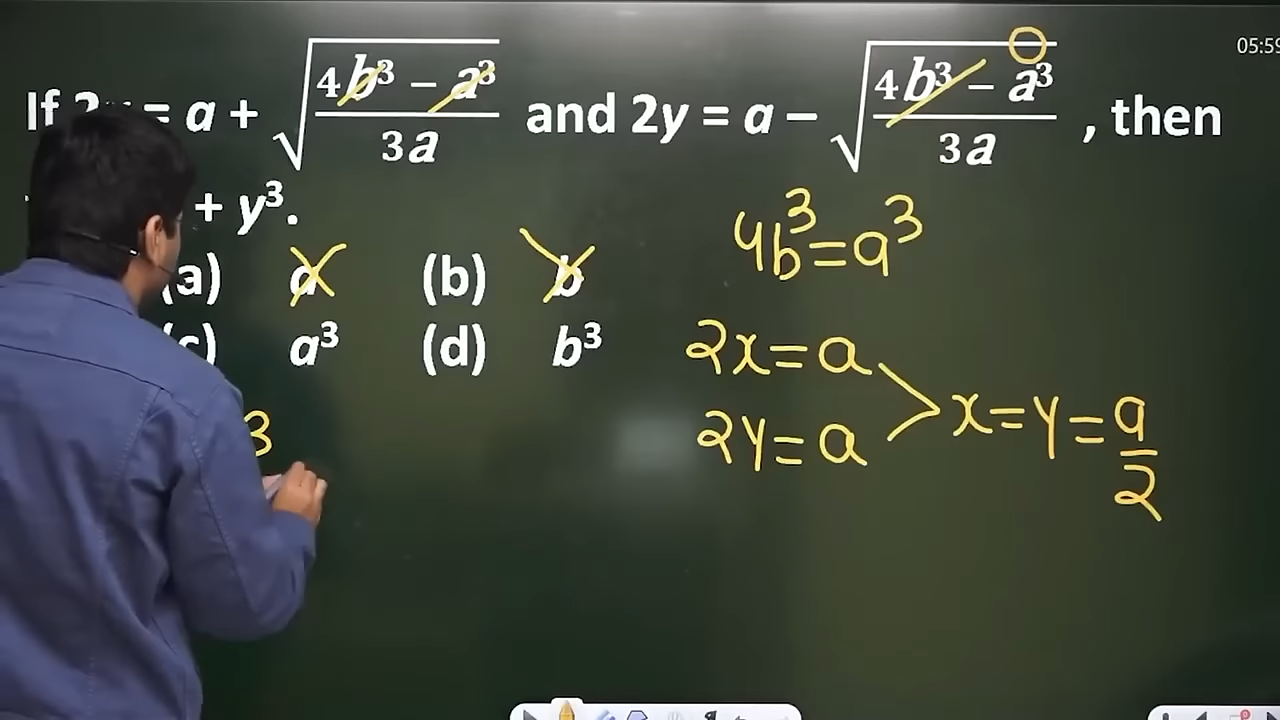 05:59
If 2 = a + √(4b³ − a³ / 3a) and 2y = a − √(4b³ − a³ / 3a) , then
+ y³.
(a) a (b) b
(c) a³ (d) b³
4b³=a³
2x=a
2y=a
x=y=a/2
3